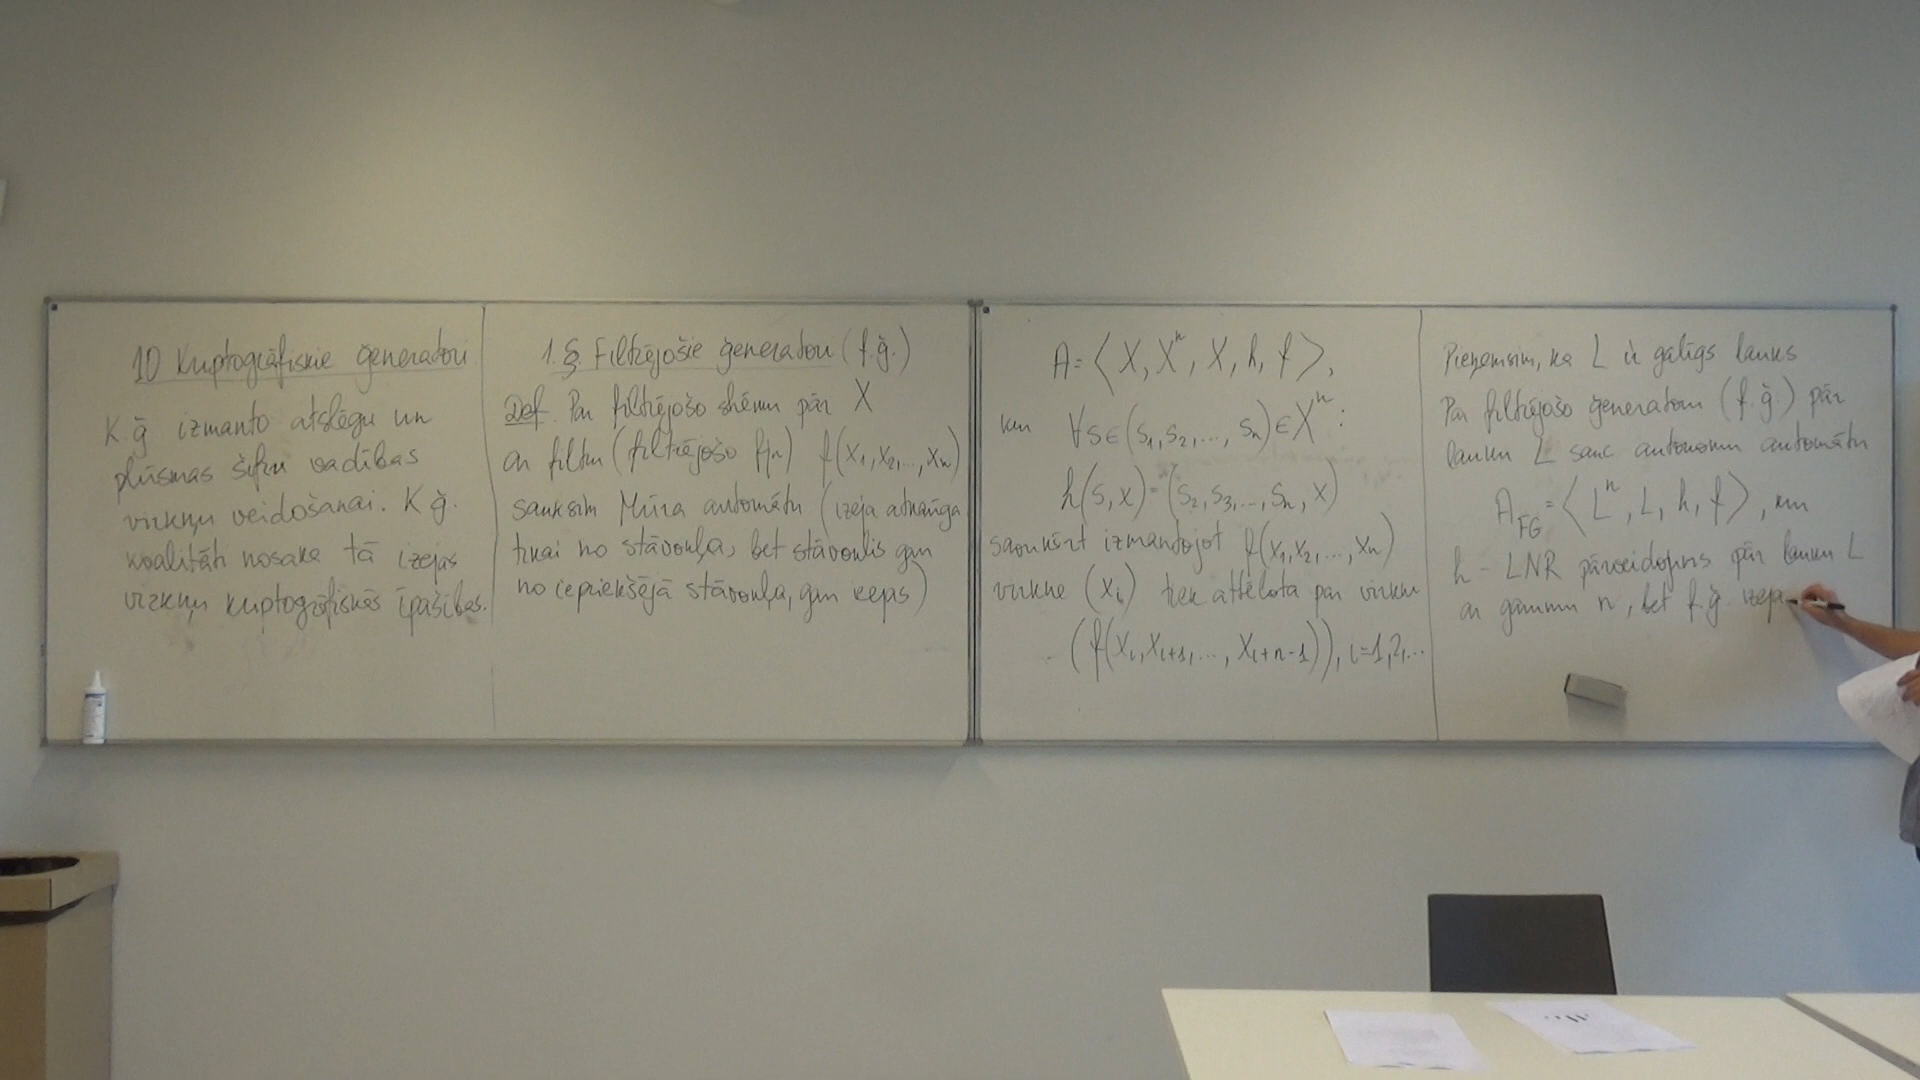 10 Kriptogrāfiskie ģeneratori
K.ģ izmanto atslēgu un
plūsmas šifru vadības
virkņu veidošanai. K ģ.
kvalitāti nosaka tā izejas
virkņu kriptogrāfiskās īpašības.
1.§. Filtrējošie ģeneratori (f.ģ.)
Def. Par filtrējošo shēmu pār X
ar filtru (filtrējošo fju) f(x₁,x₂,...,xₙ)
sauksim Mūra automātu (izeja atkarīga
tikai no stāvokļa, bet stāvoklis gan
no iepriekšējā stāvokļa, gan ieejas)
A=⟨X, Xⁿ, X, h, f⟩,
kur ∀s∈(s₁,s₂,...,sₙ)∈Xⁿ:
h(s,x)=(s₂,s₃,...,sₙ,x)
savukārt izmantojot f(x₁,x₂,...,xₙ)
virkne (xᵢ) tiek attēlota par virkni
(f(xᵢ,xᵢ₊₁,...,xᵢ₊ₙ₋₁)), i=1,2,...
Pieņemsim, ka L ir galīgs lauks
Par filtrējošo ģeneratoru (f.ģ.) pār
lauku L sauc autonomu automātu
A_FG=⟨Lⁿ, L, h, f⟩, kur
h - LNR pārveidojums pār lauku L
ar garumu n, bet f.ģ izeja